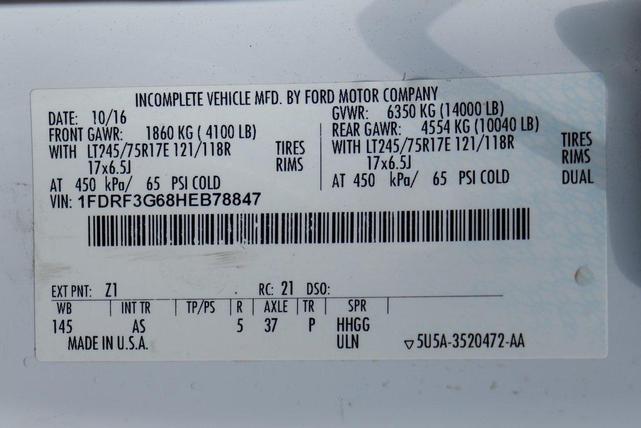 INCOMPLETE VEHICLE MFD. BY FORD MOTOR COMPANY
DATE: 10/16 GVWR: 6350 KG (14000 LB)
FRONT GAWR: 1860 KG ( 4100 LB) REAR GAWR: 4554 KG (10040 LB)
WITH LT245/75R17E 121/118R TIRES WITH LT245/75R17E 121/118R TIRES
17x6.5J RIMS 17x6.5J RIMS
AT 450 kPa/ 65 PSI COLD AT 450 kPa/ 65 PSI COLD DUAL
VIN: 1FDRF3G68HEB78847
EXT PNT: Z1 RC: 21 DSO:
WB INT TR TP/PS R AXLE TR SPR
145 AS 5 37 P HHGG
MADE IN U.S.A. ULN ▽5U5A-3520472-AA